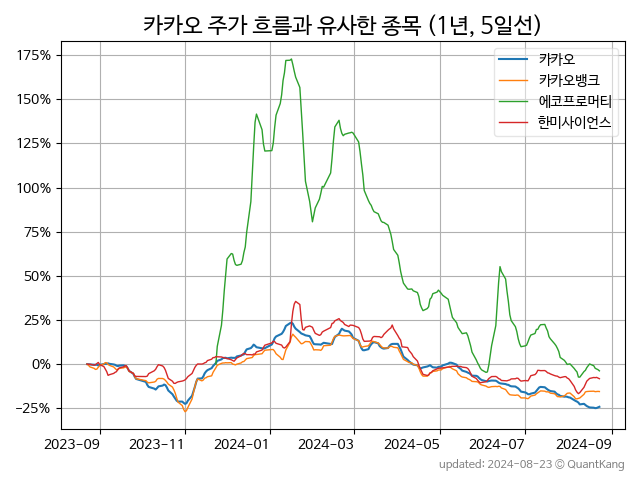 카카오 주가 흐름과 유사한 종목 (1년, 5일선)
175%
150%
125%
100%
75%
50%
25%
0%
−25%
카카오
카카오뱅크
에코프로머티
한미사이언스
2023-09 2023-11 2024-01 2024-03 2024-05 2024-07 2024-09
updated: 2024-08-23 ⓒ QuantKang